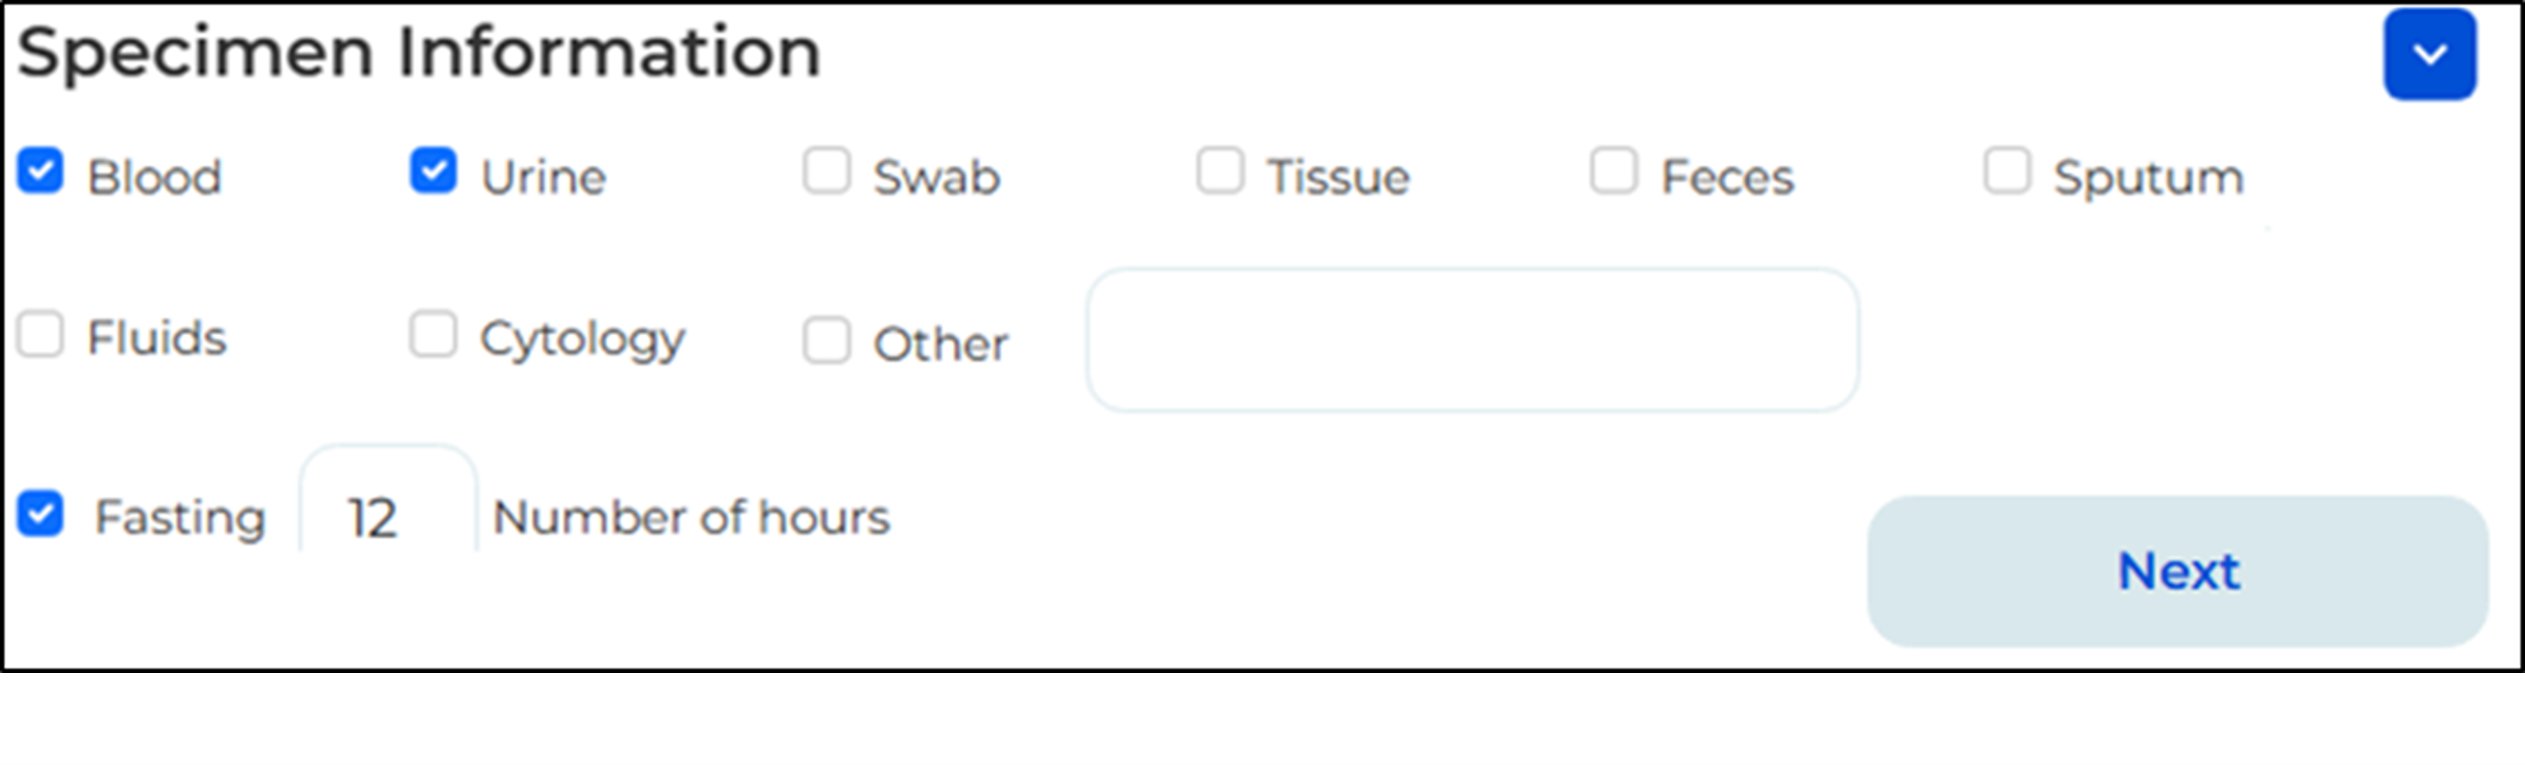 Specimen Information
Blood Urine Swab Tissue Feces Sputum
Fluids Cytology Other
Fasting 12 Number of hours
Next